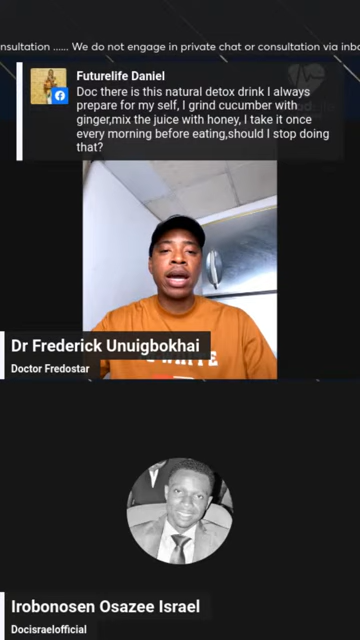 nsultation ...... We do not engage in private chat or consultation via inbo
Futurelife Daniel
Doc there is this natural detox drink I always
prepare for my self, I grind cucumber with
ginger,mix the juice with honey, I take it once
every morning before eating,should I stop doing
that?
Dr Frederick Unuigbokhai
Doctor Fredostar
Irobonosen Osazee Israel
Docisraelofficial